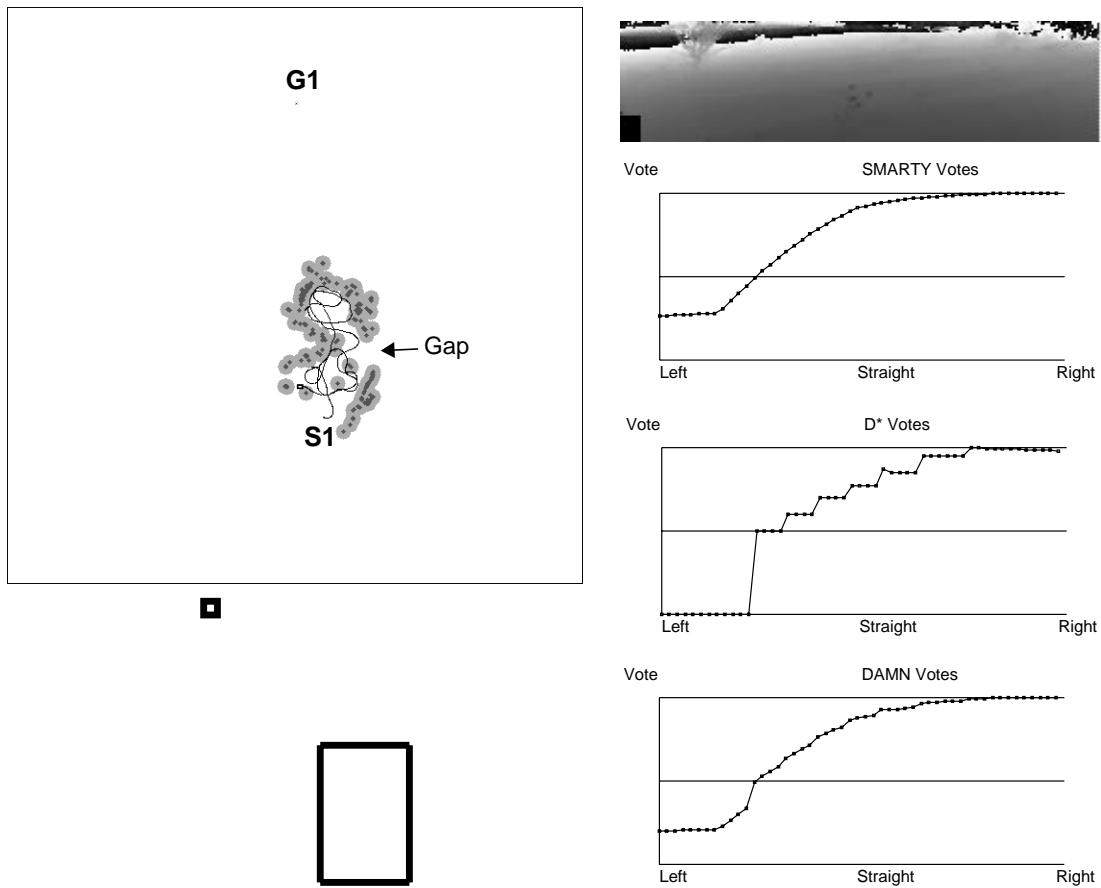 G1
Gap
S1
Vote
SMARTY Votes
Left
Straight
Right
Vote
D* Votes
Left
Straight
Right
Vote
DAMN Votes
Left
Straight
Right